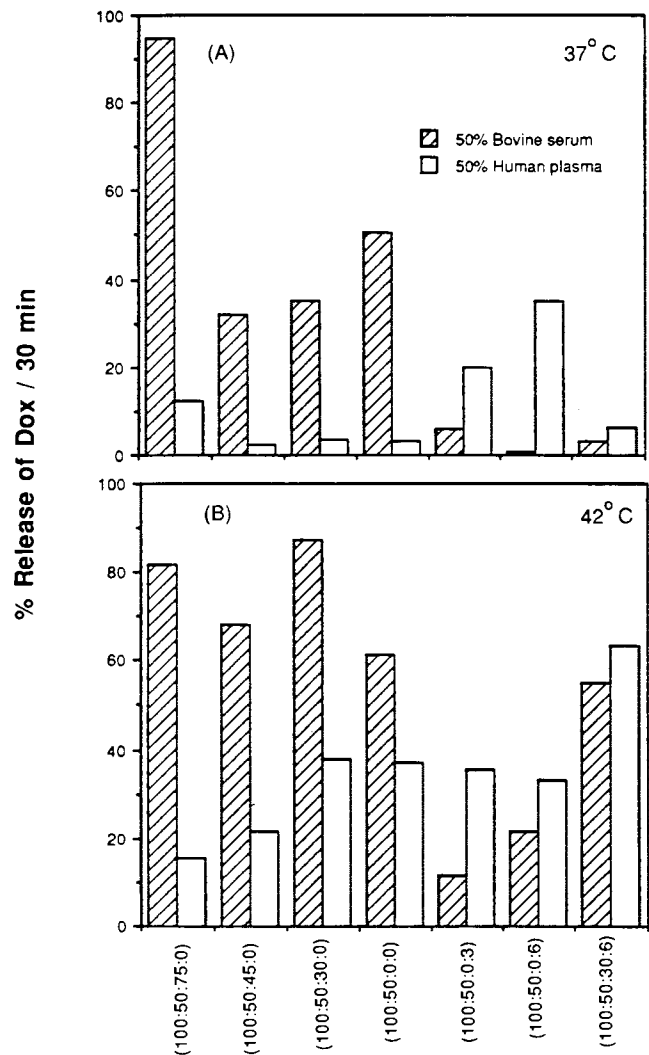 % Release of Dox / 30 min
100
80
60
40
20
0
(A)
37° C
50% Bovine serum
50% Human plasma
100
80
60
40
20
0
(B)
42° C
(100:50:75:0)
(100:50:45:0)
(100:50:30:0)
(100:50:0:0)
(100:50:0:3)
(100:50:0:6)
(100:50:30:6)